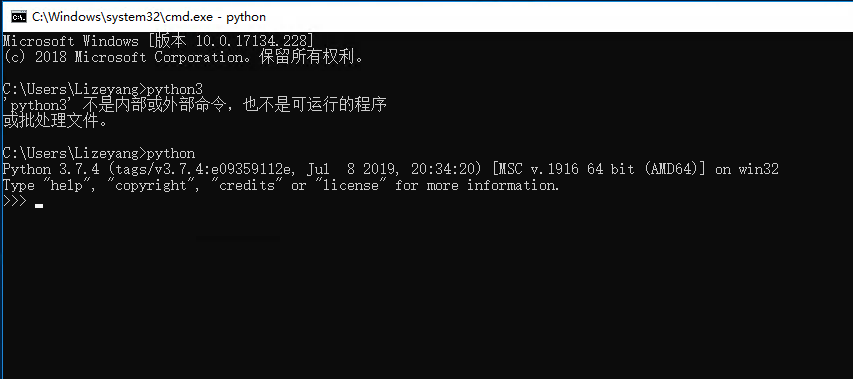 C:\Windows\system32\cmd.exe - python
Microsoft Windows [版本 10.0.17134.228]
(c) 2018 Microsoft Corporation。保留所有权利。
C:\Users\Lizeyang>python3
'python3' 不是内部或外部命令，也不是可运行的程序
或批处理文件。
C:\Users\Lizeyang>python
Python 3.7.4 (tags/v3.7.4:e09359112e, Jul  8 2019, 20:34:20) [MSC v.1916 64 bit (AMD64)] on win32
Type "help", "copyright", "credits" or "license" for more information.
>>>